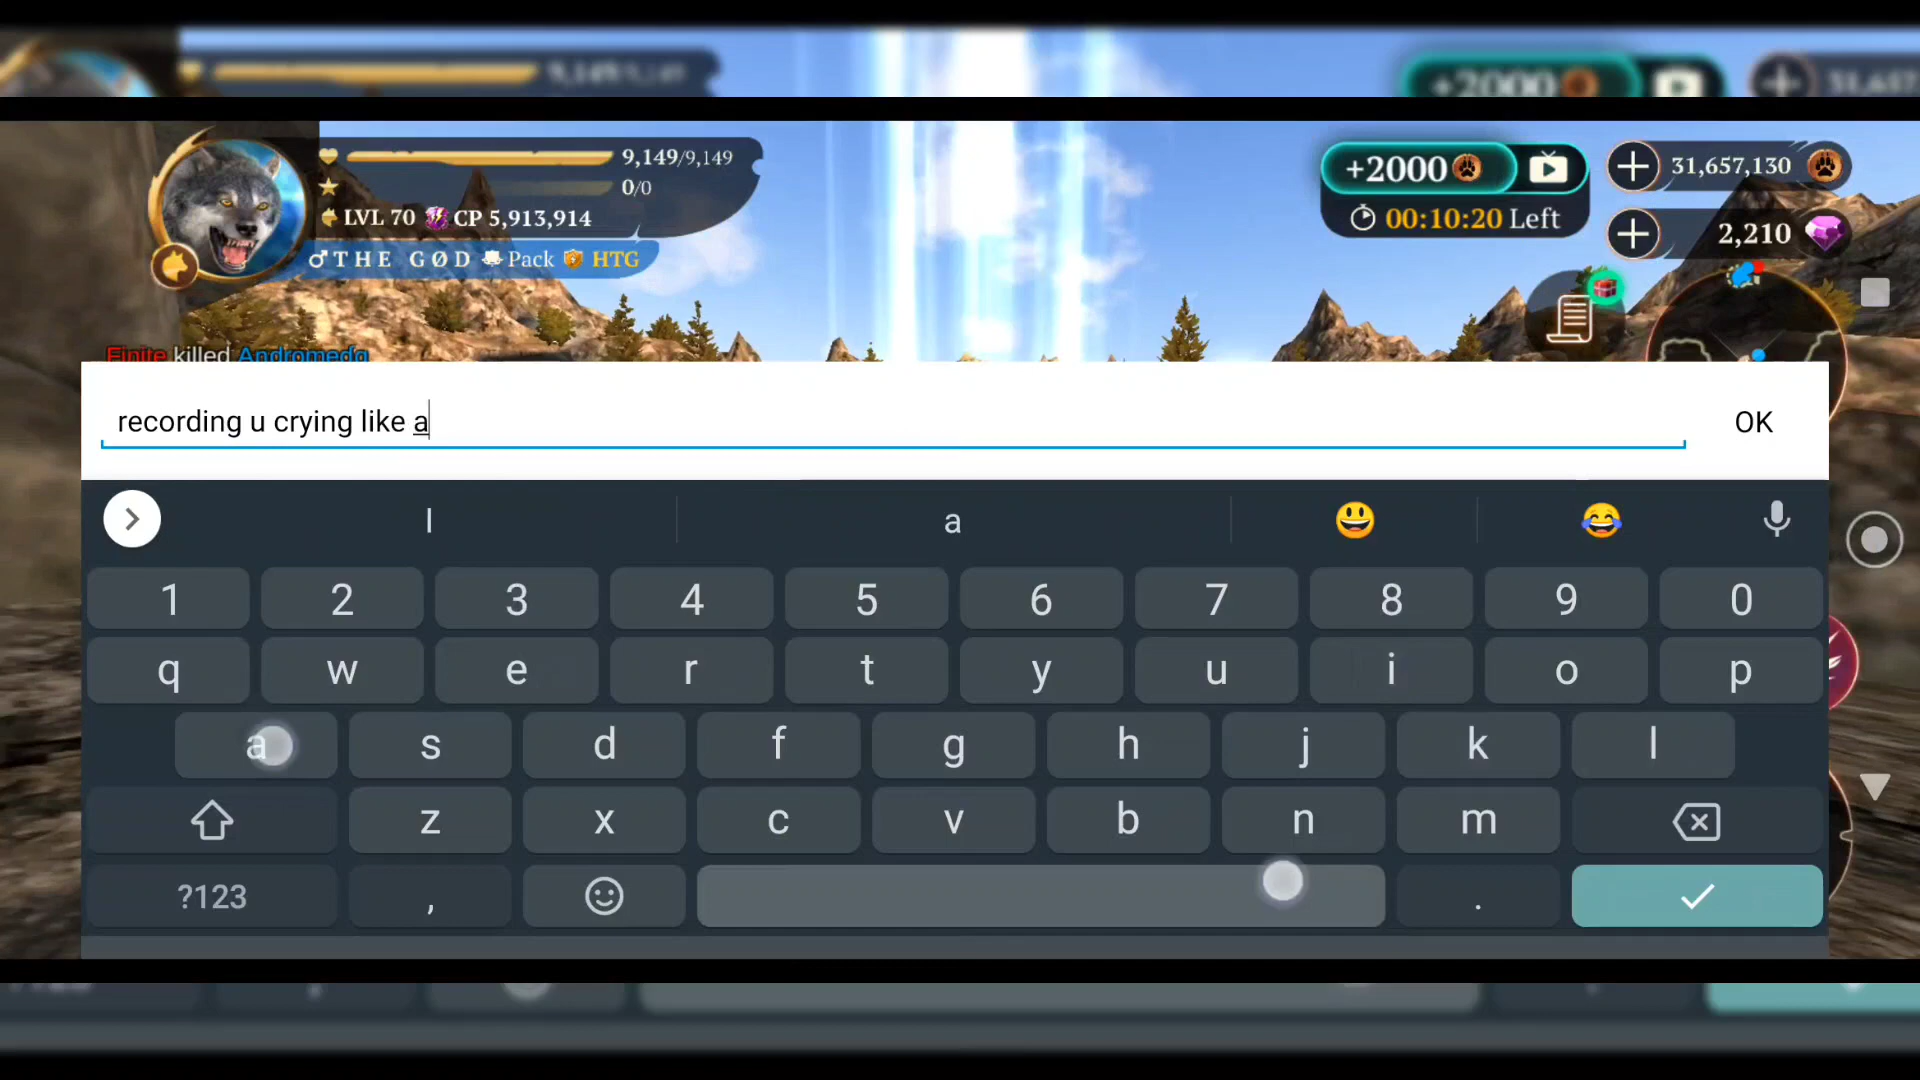 9,149/9,149
0/0
LVL 70 CP 5,913,914
♂THE GØD Pack HTG
+2000
00:10:20 Left
31,657,130
2,210
Finite killed Andromeda
recording u crying like a
OK
I a 😃 😂
1 2 3 4 5 6 7 8 9 0
q w e r t y u i o p
a s d f g h j k l
z x c v b n m
?123 , .